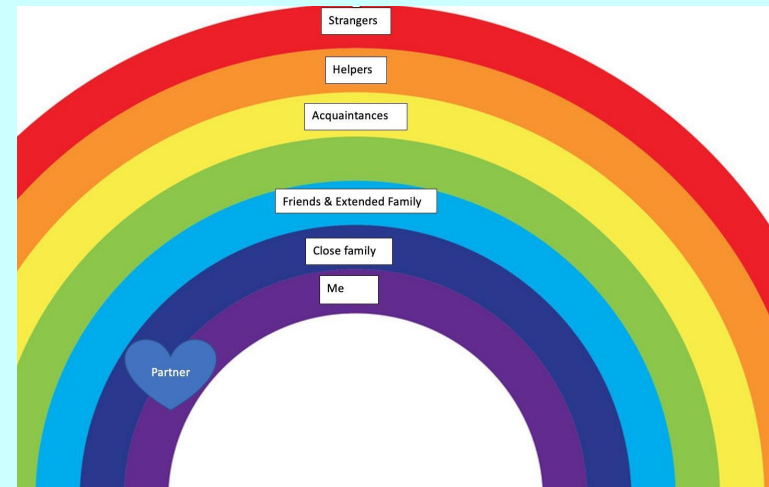 Strangers
Helpers
Acquaintances
Friends & Extended Family
Close family
Me
Partner